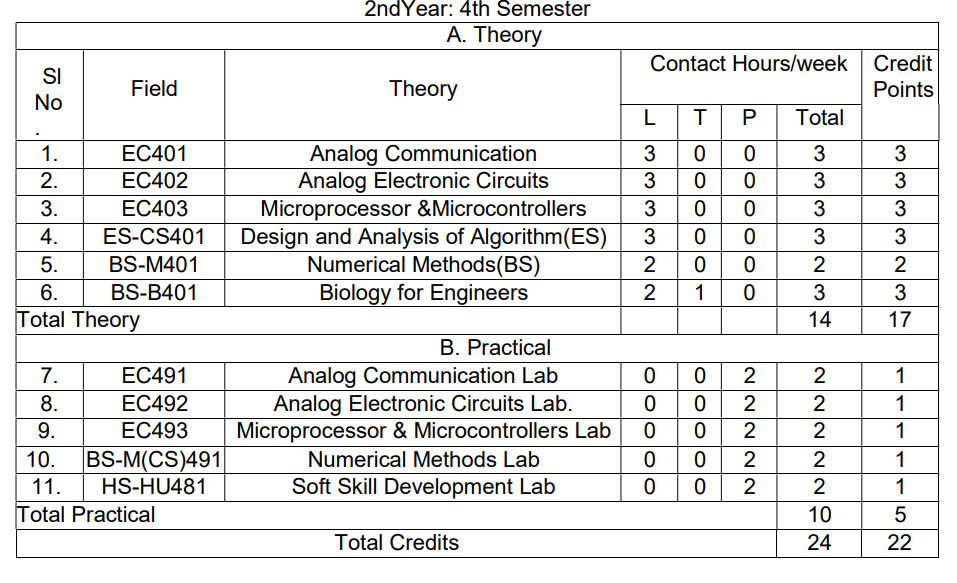 2ndYear: 4th Semester
A. Theory
Sl No . Field Theory Contact Hours/week Credit Points
L T P Total
1. EC401 Analog Communication 3 0 0 3 3
2. EC402 Analog Electronic Circuits 3 0 0 3 3
3. EC403 Microprocessor &Microcontrollers 3 0 0 3 3
4. ES-CS401 Design and Analysis of Algorithm(ES) 3 0 0 3 3
5. BS-M401 Numerical Methods(BS) 2 0 0 2 2
6. BS-B401 Biology for Engineers 2 1 0 3 3
Total Theory 14 17
B. Practical
7. EC491 Analog Communication Lab 0 0 2 2 1
8. EC492 Analog Electronic Circuits Lab. 0 0 2 2 1
9. EC493 Microprocessor & Microcontrollers Lab 0 0 2 2 1
10. BS-M(CS)491 Numerical Methods Lab 0 0 2 2 1
11. HS-HU481 Soft Skill Development Lab 0 0 2 2 1
Total Practical 10 5
Total Credits 24 22